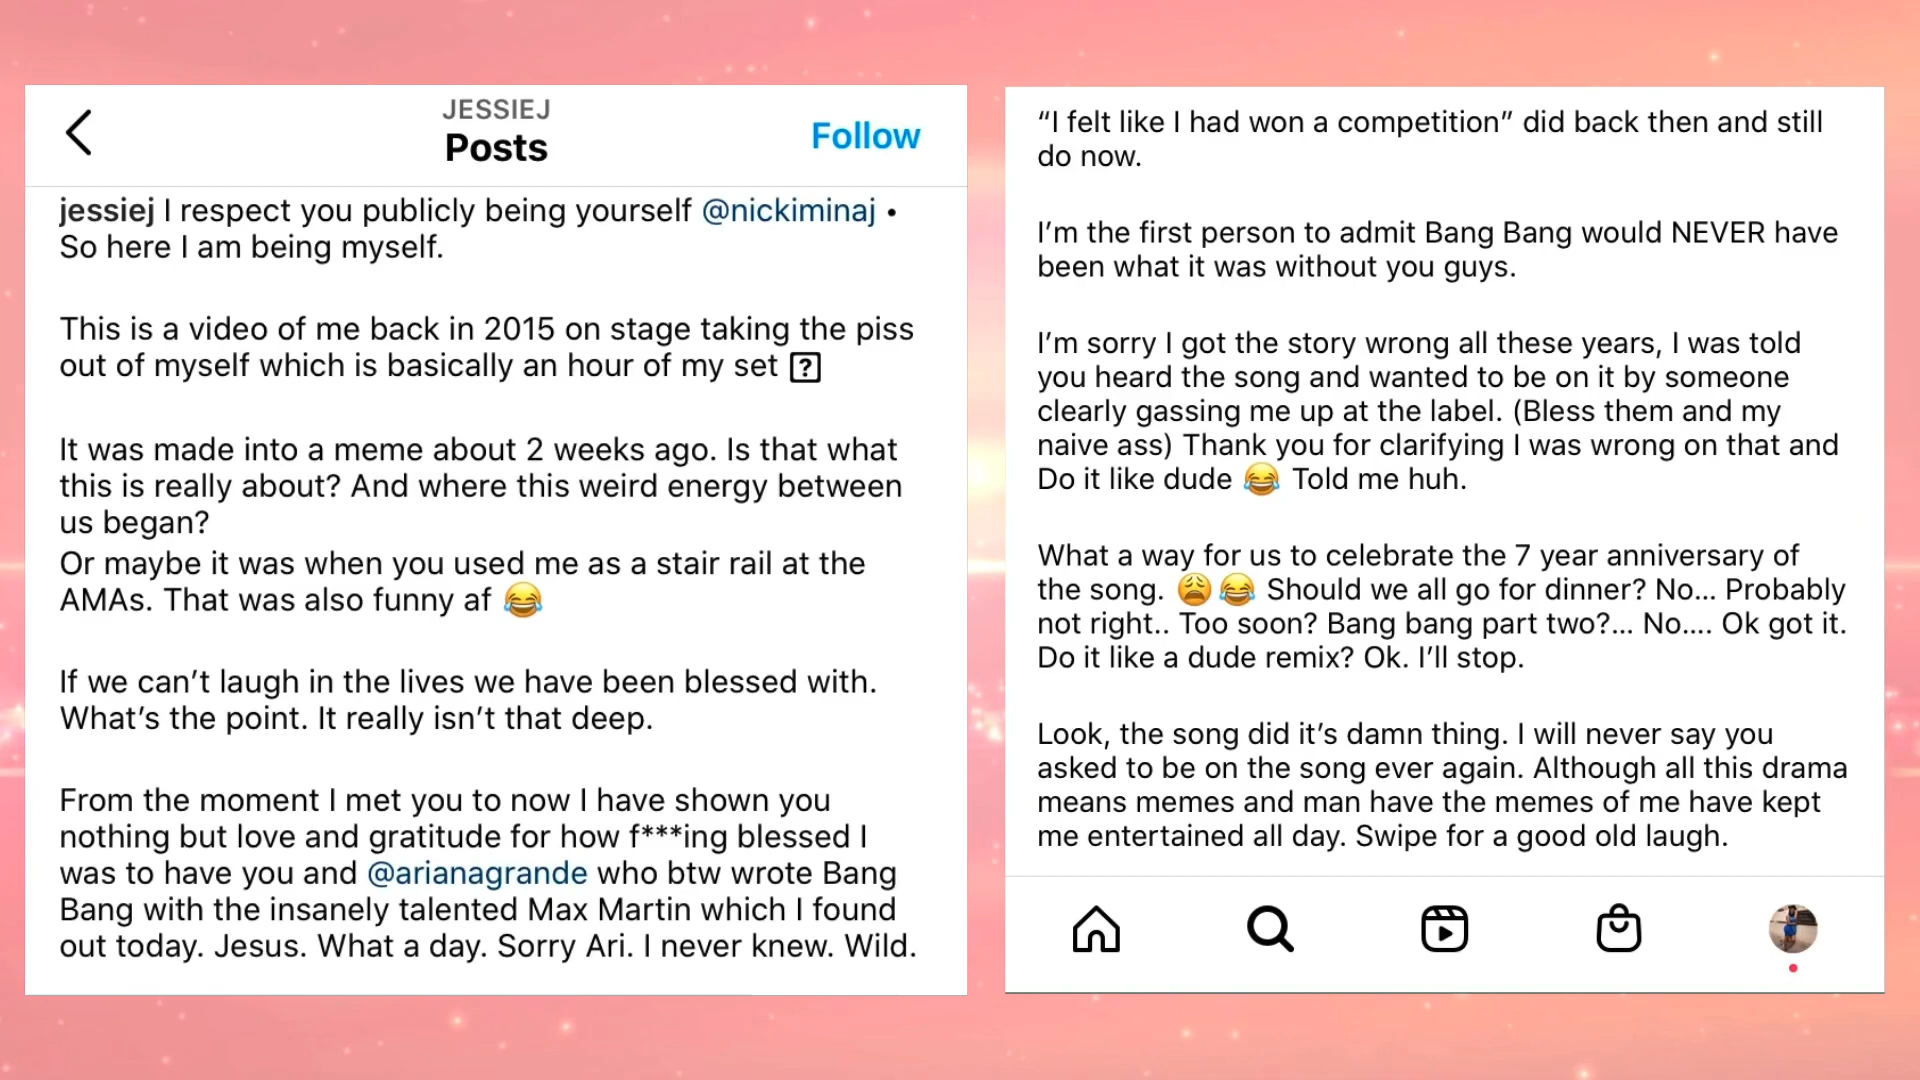 JESSIEJ
Posts
Follow
jessiej I respect you publicly being yourself @nickiminaj •
So here I am being myself.
This is a video of me back in 2015 on stage taking the piss
out of myself which is basically an hour of my set ⍰
It was made into a meme about 2 weeks ago. Is that what
this is really about? And where this weird energy between
us began?
Or maybe it was when you used me as a stair rail at the
AMAs. That was also funny af 😂
If we can’t laugh in the lives we have been blessed with.
What’s the point. It really isn’t that deep.
From the moment I met you to now I have shown you
nothing but love and gratitude for how f***ing blessed I
was to have you and @arianagrande who btw wrote Bang
Bang with the insanely talented Max Martin which I found
out today. Jesus. What a day. Sorry Ari. I never knew. Wild.
“I felt like I had won a competition” did back then and still
do now.
I’m the first person to admit Bang Bang would NEVER have
been what it was without you guys.
I’m sorry I got the story wrong all these years, I was told
you heard the song and wanted to be on it by someone
clearly gassing me up at the label. (Bless them and my
naive ass) Thank you for clarifying I was wrong on that and
Do it like dude 😂 Told me huh.
What a way for us to celebrate the 7 year anniversary of
the song. 😩😂 Should we all go for dinner? No... Probably
not right.. Too soon? Bang bang part two?... No.... Ok got it.
Do it like a dude remix? Ok. I’ll stop.
Look, the song did it’s damn thing. I will never say you
asked to be on the song ever again. Although all this drama
means memes and man have the memes of me have kept
me entertained all day. Swipe for a good old laugh.